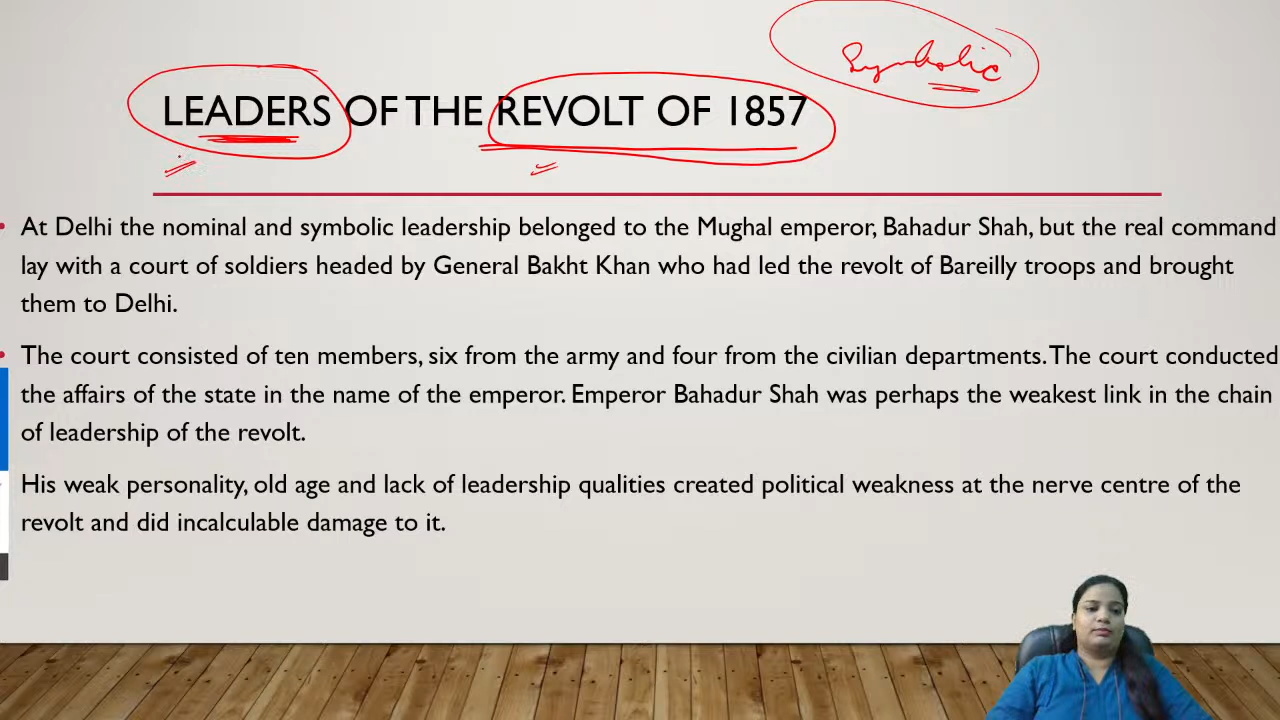 Symbolic
LEADERS OF THE REVOLT OF 1857
• At Delhi the nominal and symbolic leadership belonged to the Mughal emperor, Bahadur Shah, but the real command
lay with a court of soldiers headed by General Bakht Khan who had led the revolt of Bareilly troops and brought
them to Delhi.
• The court consisted of ten members, six from the army and four from the civilian departments. The court conducted
the affairs of the state in the name of the emperor. Emperor Bahadur Shah was perhaps the weakest link in the chain
of leadership of the revolt.
His weak personality, old age and lack of leadership qualities created political weakness at the nerve centre of the
revolt and did incalculable damage to it.